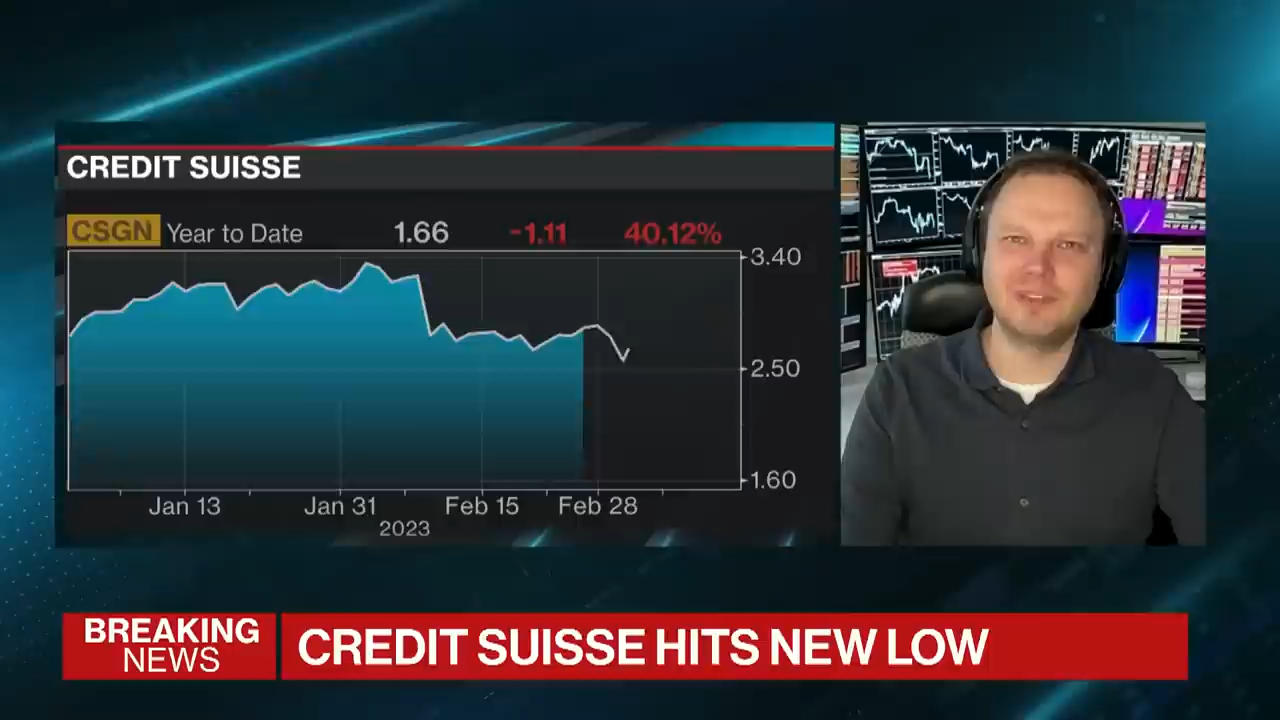 CREDIT SUISSE
CSGN Year to Date 1.66 -1.11 40.12%
3.40
2.50
1.60
Jan 13 Jan 31 Feb 15 Feb 28
2023
BREAKING
NEWS
CREDIT SUISSE HITS NEW LOW